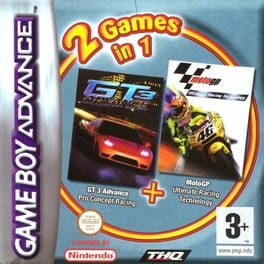 GAME BOY ADVANCE
2 Games
in 1
GT3
ADVANCE
motogp
46
GT 3 Advance
Pro Concept Racing
+
MotoGP
Ultimate Racing
Technology
LICENSED BY
Nintendo
THQ
3+
www.pegi.info